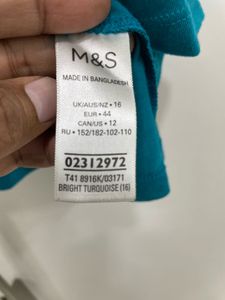 M&S
MADE IN BANGLADESH
UK/AUS/NZ • 16
EUR • 44
CAN/US • 12
RU • 152/182-102-110
02312972
T41 8916K/03171
BRIGHT TURQUOISE (16)